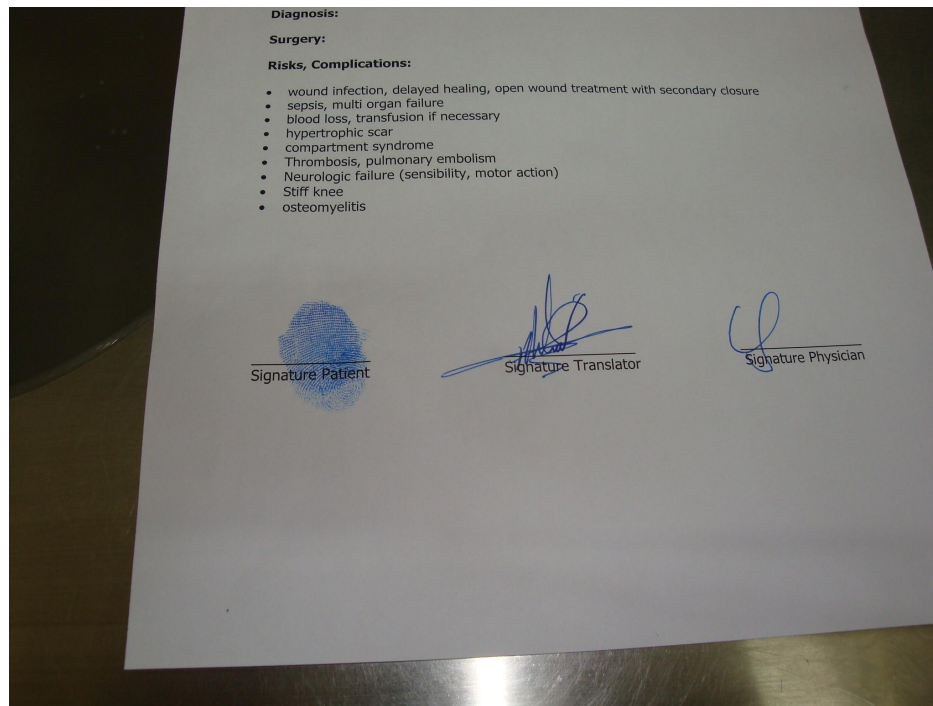 Diagnosis:
Surgery:
Risks, Complications:
• wound infection, delayed healing, open wound treatment with secondary closure
• sepsis, multi organ failure
• blood loss, transfusion if necessary
• hypertrophic scar
• compartment syndrome
• Thrombosis, pulmonary embolism
• Neurologic failure (sensibility, motor action)
• Stiff knee
• osteomyelitis
Signature Patient Signature Translator Signature Physician